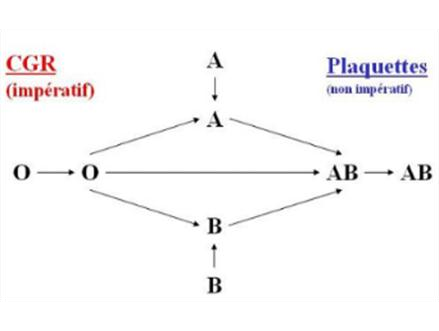 CGR
(impératif)
Plaquettes
(non impératif)
A
A
O O AB AB
B
B